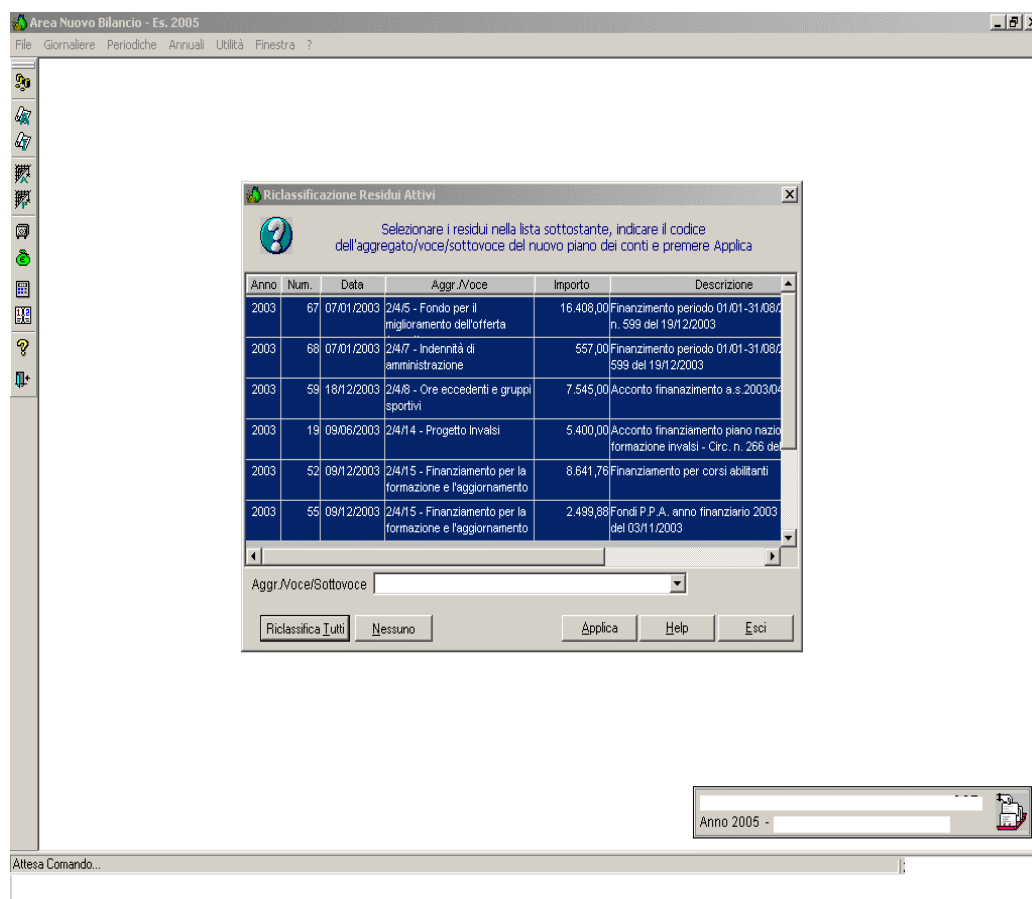 Area Nuovo Bilancio - Es. 2005
File Giornaliere Periodiche Annuali Utilità Finestra ?
Riclassificazione Residui Attivi
Selezionare i residui nella lista sottostante, indicare il codice
dell'aggregato/voce/sottovoce del nuovo piano dei conti e premere Applica
Anno Num. Data Aggr./Voce Importo Descrizione
2003 67 07/01/2003 2/4/5 - Fondo per il 16.408,00 Finanzimento periodo 01/01-31/08/2
miglioramento dell'offerta n. 599 del 19/12/2003
2003 68 07/01/2003 2/4/7 - Indennità di 557,00 Finanzimento periodo 01/01-31/08/2
amministrazione 599 del 19/12/2003
2003 59 18/12/2003 2/4/8 - Ore eccedenti e gruppi 7.545,00 Acconto finanazimento a.s.2003/04
sportivi
2003 19 09/06/2003 2/4/14 - Progetto Invalsi 5.400,00 Acconto finanziamento piano nazio
formazione invalsi - Circ. n. 266 del
2003 52 09/12/2003 2/4/15 - Finanziamento per la 8.641,76 Finanziamento per corsi abilitanti
formazione e l'aggiornamento
2003 55 09/12/2003 2/4/15 - Finanziamento per la 2.499,88 Fondi P.P.A. anno finanziario 2003
formazione e l'aggiornamento del 03/11/2003
Aggr./Voce/Sottovoce
Riclassifica Tutti Nessuno Applica Help Esci
Anno 2005 -
Attesa Comando...